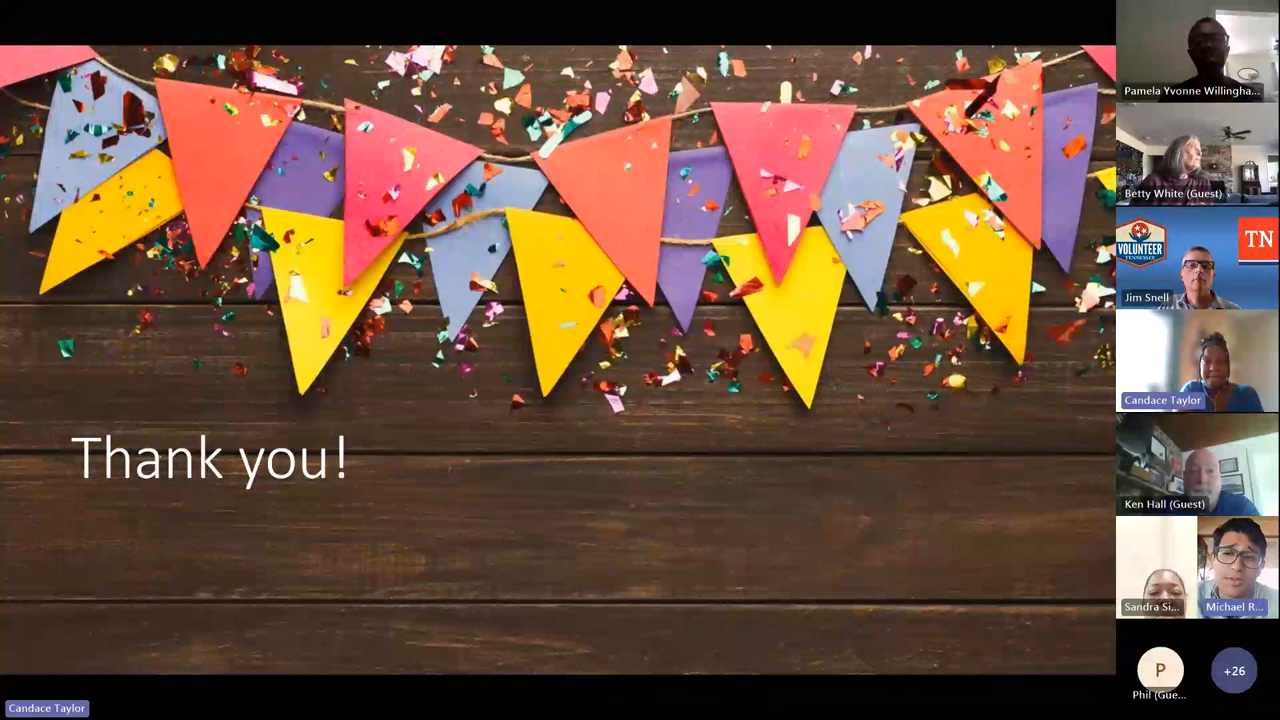 Thank you!
Candace Taylor
Pamela Yvonne Willingha...
Betty White (Guest)
VOLUNTEER
TENNESSEE
TN
Jim Snell
Candace Taylor
Ken Hall (Guest)
Sandra Si...
Michael R...
P
Phil (Gue...
+26